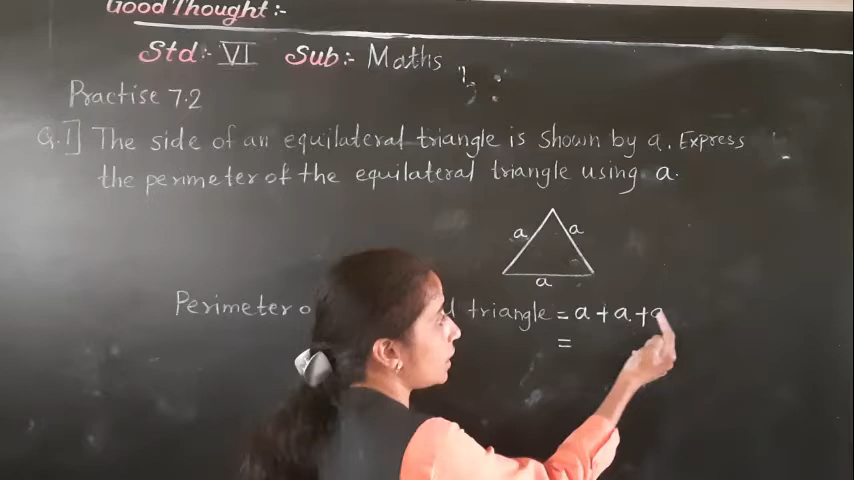 Good Thought :-
Std:- VI Sub:- Maths
Practise 7.2
Q.1] The side of an equilateral triangle is shown by a. Express
the perimeter of the equilateral triangle using a.
a a
a
Perimeter triangle = a + a + a
=